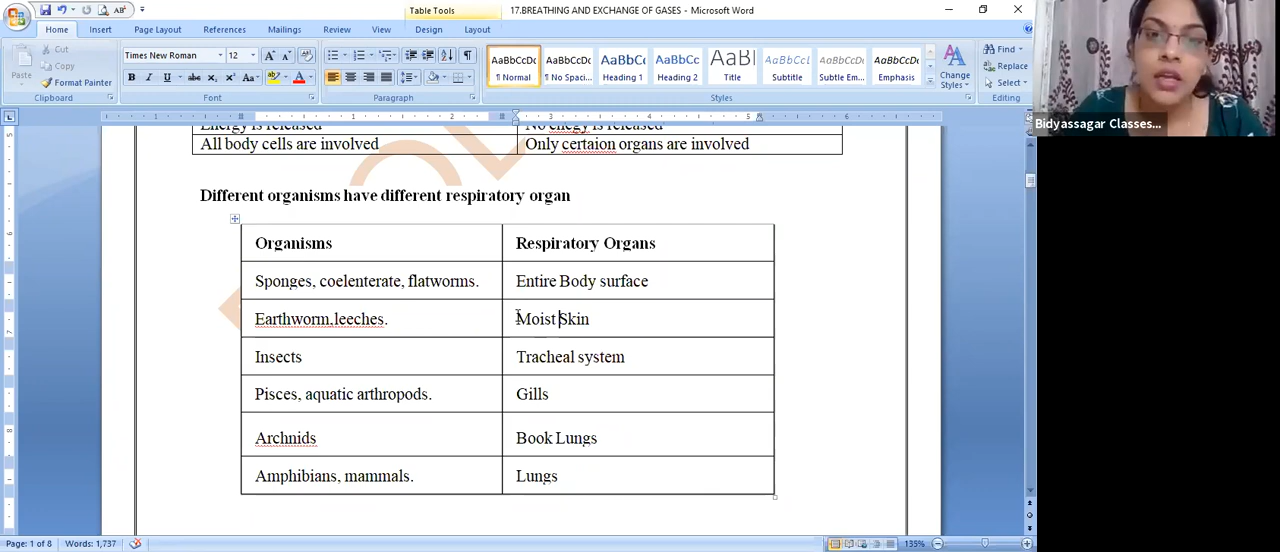 Table Tools
17.BREATHING AND EXCHANGE OF GASES - Microsoft Word
Home Insert Page Layout References Mailings Review View Design Layout
Cut
Copy
Format Painter
Paste
Clipboard
Times New Roman 12
Font
Paragraph
AaBbCcDc AaBbCcDc AaBbC AaBbCc AaBl AaBbCcL AaBbCcDc AaBbCcDc
¶ Normal ¶ No Spaci... Heading 1 Heading 2 Title Subtitle Subtle Em... Emphasis
Change Styles
Styles
Find
Replace
Select
Editing
Bidyassagar Classes...
Energy is released No enegy is released
All body cells are involved Only certaion organs are involved
Different organisms have different respiratory organ
Organisms Respiratory Organs
Sponges, coelenterate, flatworms. Entire Body surface
Earthworm,leeches. Moist Skin
Insects Tracheal system
Pisces, aquatic arthropods. Gills
Archnids Book Lungs
Amphibians, mammals. Lungs
Page: 1 of 8 Words: 1,737 135%